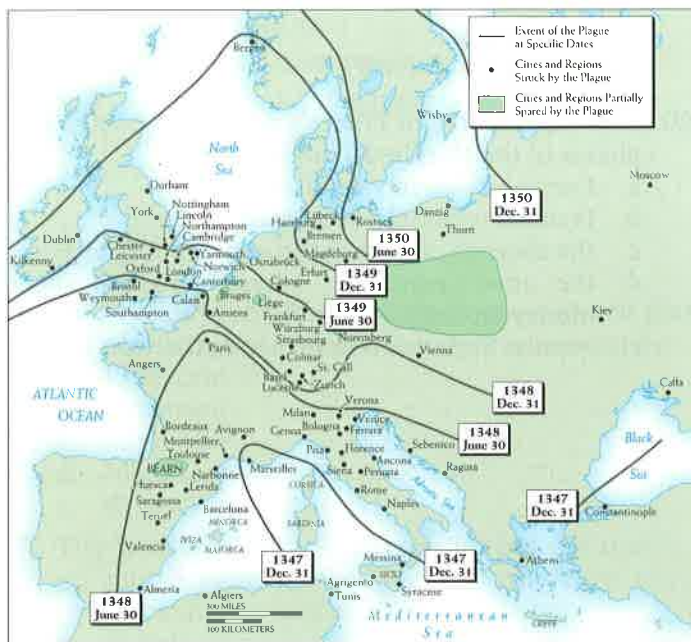 Extent of the Plague
at Specific Dates
Cities and Regions
Struck by the Plague
Cities and Regions Partially
Spared by the Plague
Bergen
Wisby
North
Sea
Moscow
Durham
York
Nottingham
Lincoln
Northampton
Cambridge
Dublin
Kilkenny
Chester
Leicester
Yarmouth
Norwich
Oxford
London
Canterbury
Bristol
Weymouth
Southampton
Calais
Bruges
Amiens
Liege
Lubeck
Hamburg
Rostock
Bremen
Magdeburg
Osnabruck
Erfurt
Cologne
Danzig
Thorn
1350
Dec. 31
1350
June 30
1349
Dec. 31
1349
June 30
Frankfurt
Würzburg
Nuremberg
Strasbourg
Colmar
St. Gall
Basel
Lucerne
Zurich
Vienna
Kiev
Paris
Angers
ATLANTIC
OCEAN
1348
Dec. 31
Caffa
Verona
Milan
Venice
Bologna
Ferrara
Genoa
1348
June 30
Black
Sea
Bordeaux
Avignon
Montpellier
Toulouse
BEARN
Narbonne
Marseilles
Huesca
Lerida
Saragossa
Barcelona
Teruel
Valencia
Pisa
Florence
Ancona
Siena
Perugia
Sebenico
Ragusa
Rome
Naples
CORSICA
SARDINIA
MINORCA
IVIZA
MAJORCA
1347
Dec. 31
Constantinople
1347
Dec. 31
1347
Dec. 31
Athens
Messina
Agrigento
Syracuse
Tunis
Almeria
Algiers
1348
June 30
300 MILES
300 KILOMETERS
Mediterranean
Sea
CRETE